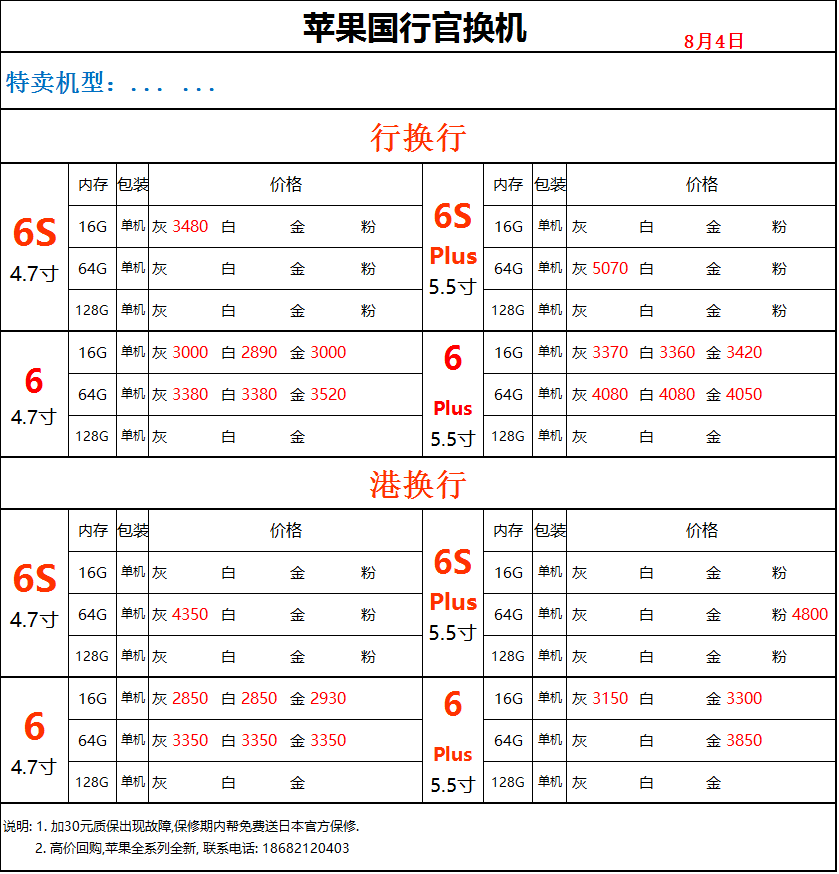 苹果国行官换机
8月4日
特卖机型：... ...
行换行
6S 4.7寸 内存 包装 价格
16G 单机 灰 3480 白 金 粉
64G 单机 灰 白 金 粉
128G 单机 灰 白 金 粉
6S Plus 5.5寸 内存 包装 价格
16G 单机 灰 白 金 粉
64G 单机 灰 5070 白 金 粉
128G 单机 灰 白 金 粉
6 4.7寸
16G 单机 灰 3000 白 2890 金 3000
64G 单机 灰 3380 白 3380 金 3520
128G 单机 灰 白 金
6 Plus 5.5寸
16G 单机 灰 3370 白 3360 金 3420
64G 单机 灰 4080 白 4080 金 4050
128G 单机 灰 白 金
港换行
6S 4.7寸 内存 包装 价格
16G 单机 灰 白 金 粉
64G 单机 灰 4350 白 金 粉
128G 单机 灰 白 金 粉
6S Plus 5.5寸 内存 包装 价格
16G 单机 灰 白 金 粉
64G 单机 灰 白 金 粉 4800
128G 单机 灰 白 金 粉
6 4.7寸
16G 单机 灰 2850 白 2850 金 2930
64G 单机 灰 3350 白 3350 金 3350
128G 单机 灰 白 金
6 Plus 5.5寸
16G 单机 灰 3150 白 金 3300
64G 单机 灰 白 金 3850
128G 单机 灰 白 金
说明: 1. 加30元质保出现故障,保修期内帮免费送日本官方保修.
2. 高价回购,苹果全系列全新, 联系电话: 18682120403